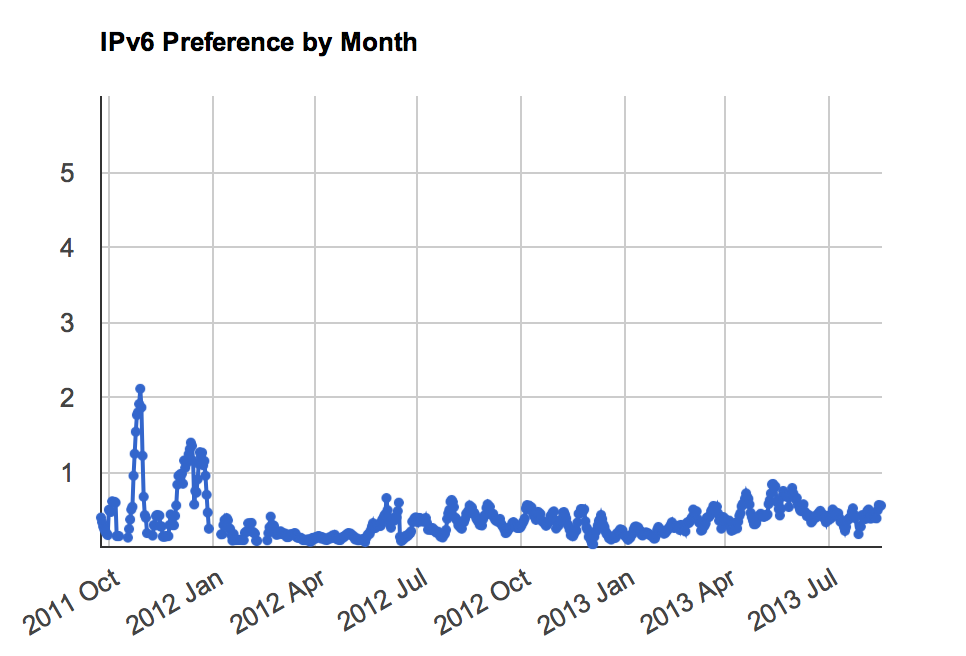 IPv6 Preference by Month
5
4
3
2
1
2011 Oct
2012 Jan
2012 Apr
2012 Jul
2012 Oct
2013 Jan
2013 Apr
2013 Jul